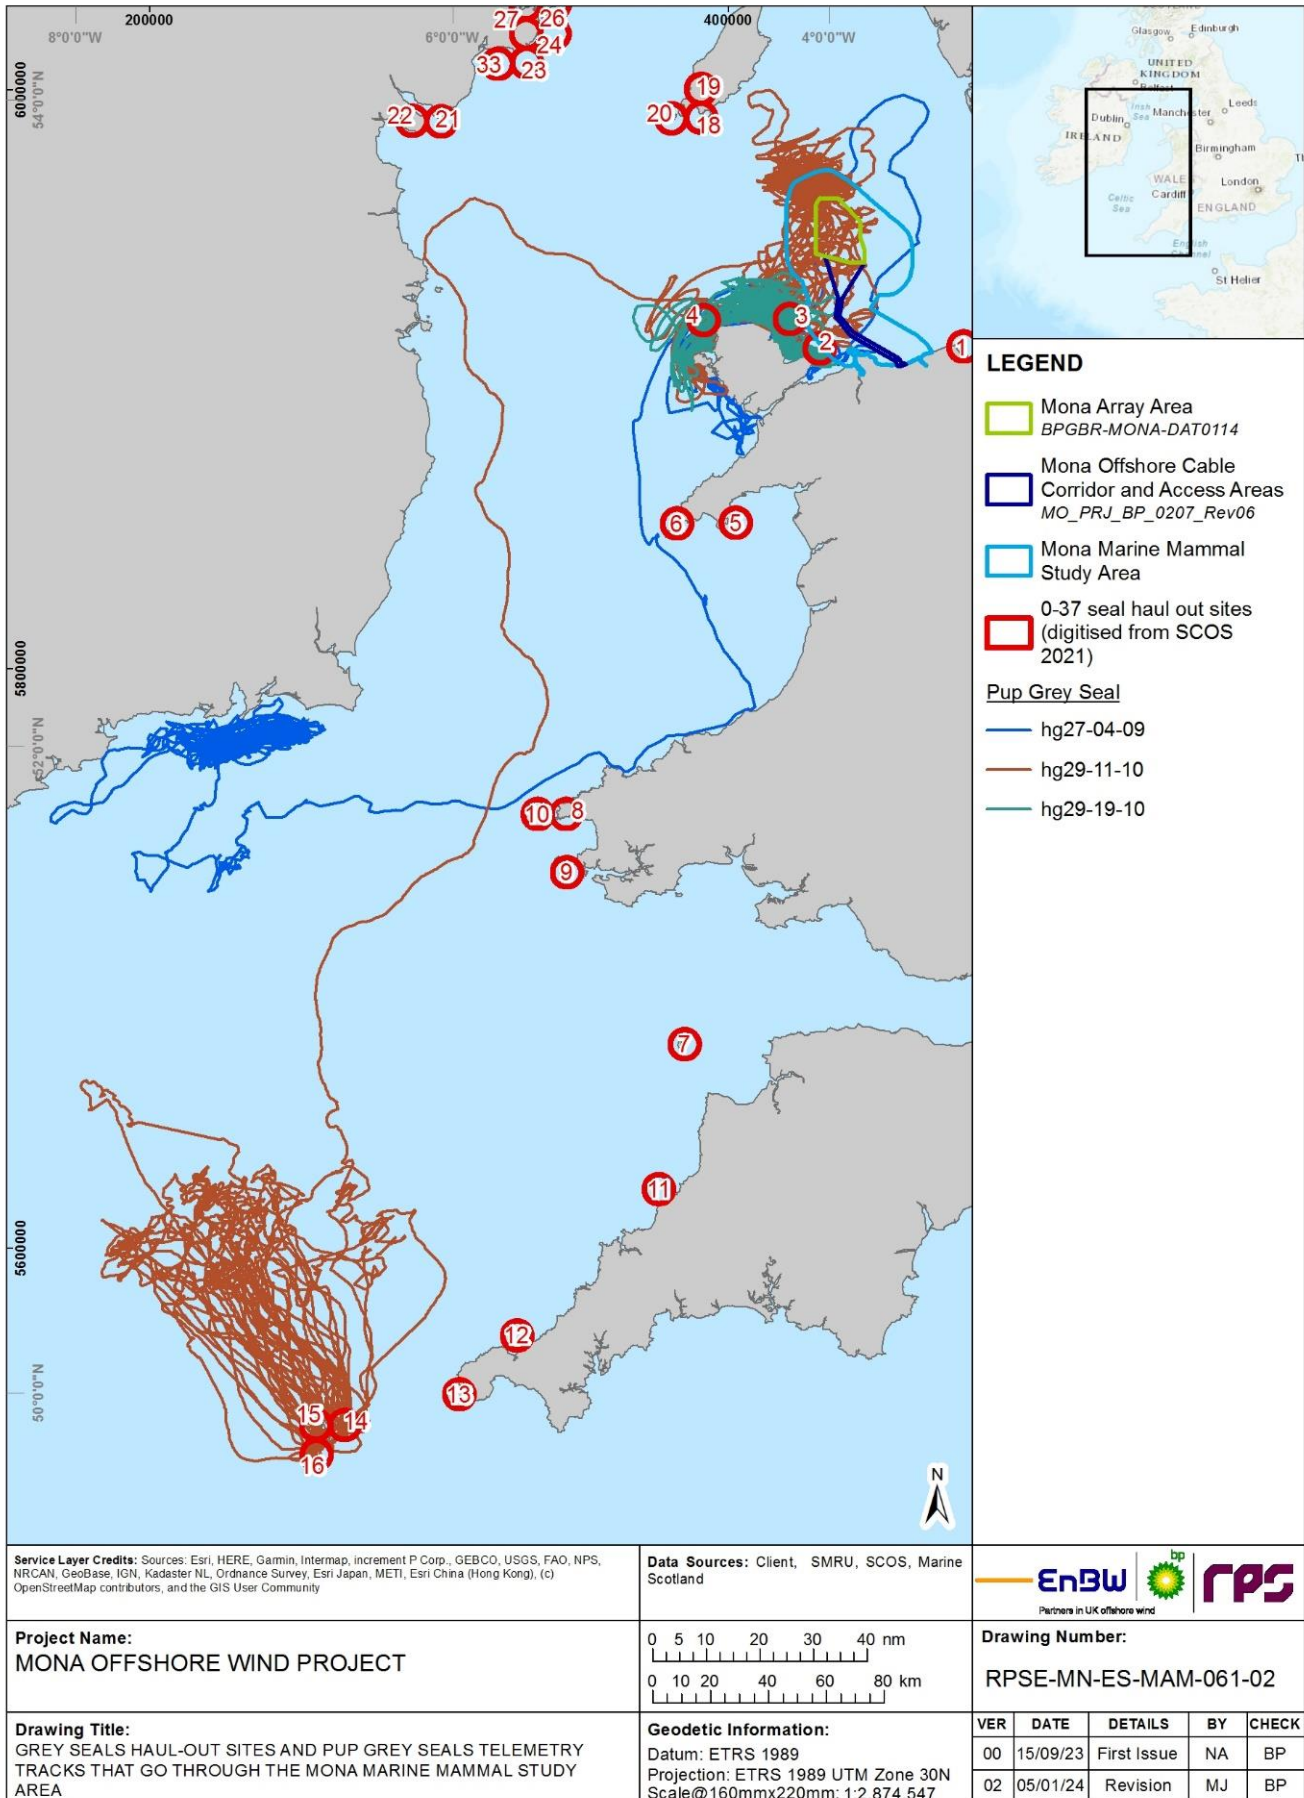 200000
400000
8°0'0"W
6°0'0"W
4°0'0"W
6000000
54°0'0"N
5800000
52°0'0"N
5600000
50°0'0"N
27
26
24
33
23
22
21
19
20
18
4
3
2
1
6
5
10
8
9
7
11
12
13
15
14
16
N
Glasgow
Edinburgh
UNITED
KINGDOM
Belfast
Irish
Sea
Manchester
Leeds
Dublin
IRELAND
Birmingham
WALES
London
Cardiff
ENGLAND
Celtic
Sea
English
Channel
St Helier
LEGEND
Mona Array Area
BPGBR-MONA-DAT0114
Mona Offshore Cable
Corridor and Access Areas
MO_PRJ_BP_0207_Rev06
Mona Marine Mammal
Study Area
0-37 seal haul out sites
(digitised from SCOS
2021)
Pup Grey Seal
hg27-04-09
hg29-11-10
hg29-19-10
Service Layer Credits: Sources: Esri, HERE, Garmin, Intermap, increment P Corp., GEBCO, USGS, FAO, NPS,
NRCAN, GeoBase, IGN, Kadaster NL, Ordnance Survey, Esri Japan, METI, Esri China (Hong Kong), (c)
OpenStreetMap contributors, and the GIS User Community
Data Sources: Client, SMRU, SCOS, Marine
Scotland
EnBW
bp
rps
Partners in UK offshore wind
Project Name:
MONA OFFSHORE WIND PROJECT
0 5 10 20 30 40 nm
0 10 20 40 60 80 km
Drawing Number:
RPSE-MN-ES-MAM-061-02
Drawing Title:
GREY SEALS HAUL-OUT SITES AND PUP GREY SEALS TELEMETRY
TRACKS THAT GO THROUGH THE MONA MARINE MAMMAL STUDY
AREA
Geodetic Information:
Datum: ETRS 1989
Projection: ETRS 1989 UTM Zone 30N
Scale@160mmx220mm: 1:2,874,547
VER DATE DETAILS BY CHECK
00 15/09/23 First Issue NA BP
02 05/01/24 Revision MJ BP